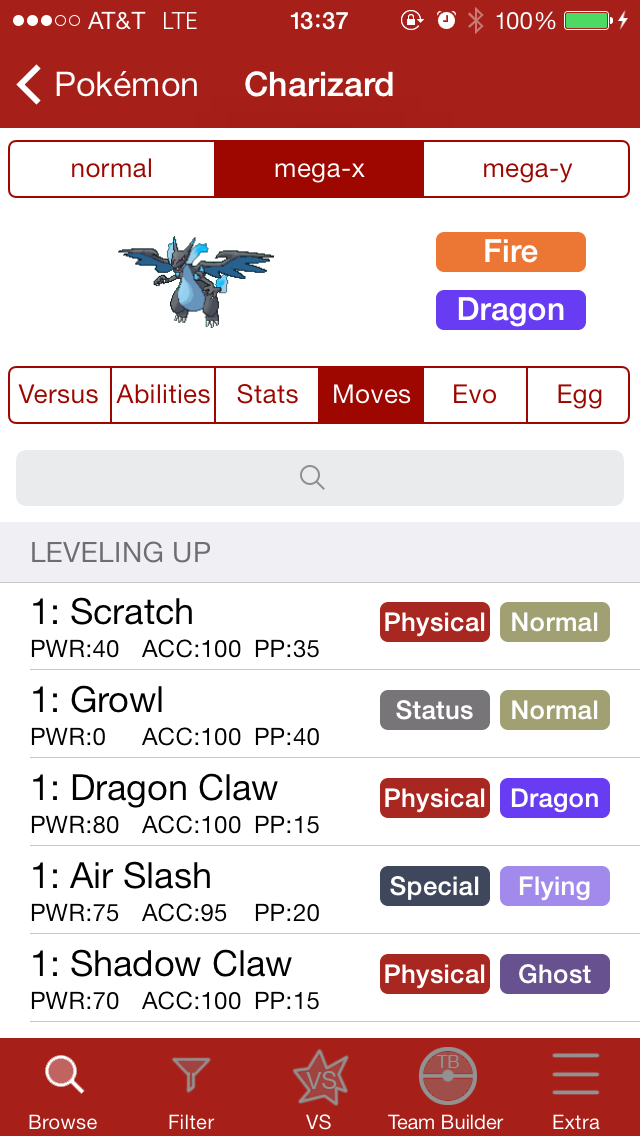 AT&T LTE 13:37 100%
Pokémon Charizard
normal mega-x mega-y
Fire
Dragon
Versus Abilities Stats Moves Evo Egg
LEVELING UP
1: Scratch Physical Normal
PWR:40 ACC:100 PP:35
1: Growl Status Normal
PWR:0 ACC:100 PP:40
1: Dragon Claw Physical Dragon
PWR:80 ACC:100 PP:15
1: Air Slash Special Flying
PWR:75 ACC:95 PP:20
1: Shadow Claw Physical Ghost
PWR:70 ACC:100 PP:15
VS TB
Browse Filter VS Team Builder Extra